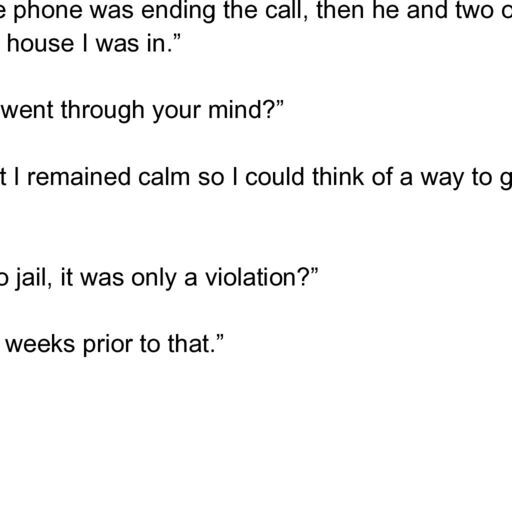 phone was ending the call, then he and two
house I was in.”
went through your mind?”
I remained calm so I could think of a way to
jail, it was only a violation?”
weeks prior to that.”